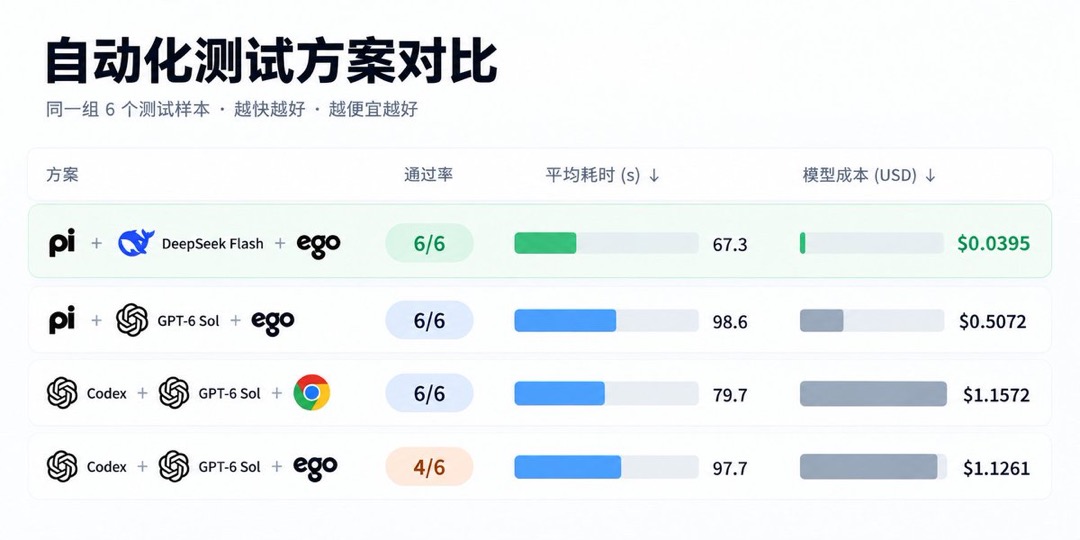 自动化测试方案对比
同一组 6 个测试样本 · 越快越好 · 越便宜越好
方案 通过率 平均耗时 (s) ↓ 模型成本 (USD) ↓
pi + DeepSeek Flash + ego 6/6 67.3 $0.0395
pi + GPT-6 Sol + ego 6/6 98.6 $0.5072
Codex + GPT-6 Sol + 6/6 79.7 $1.1572
Codex + GPT-6 Sol + ego 4/6 97.7 $1.1261